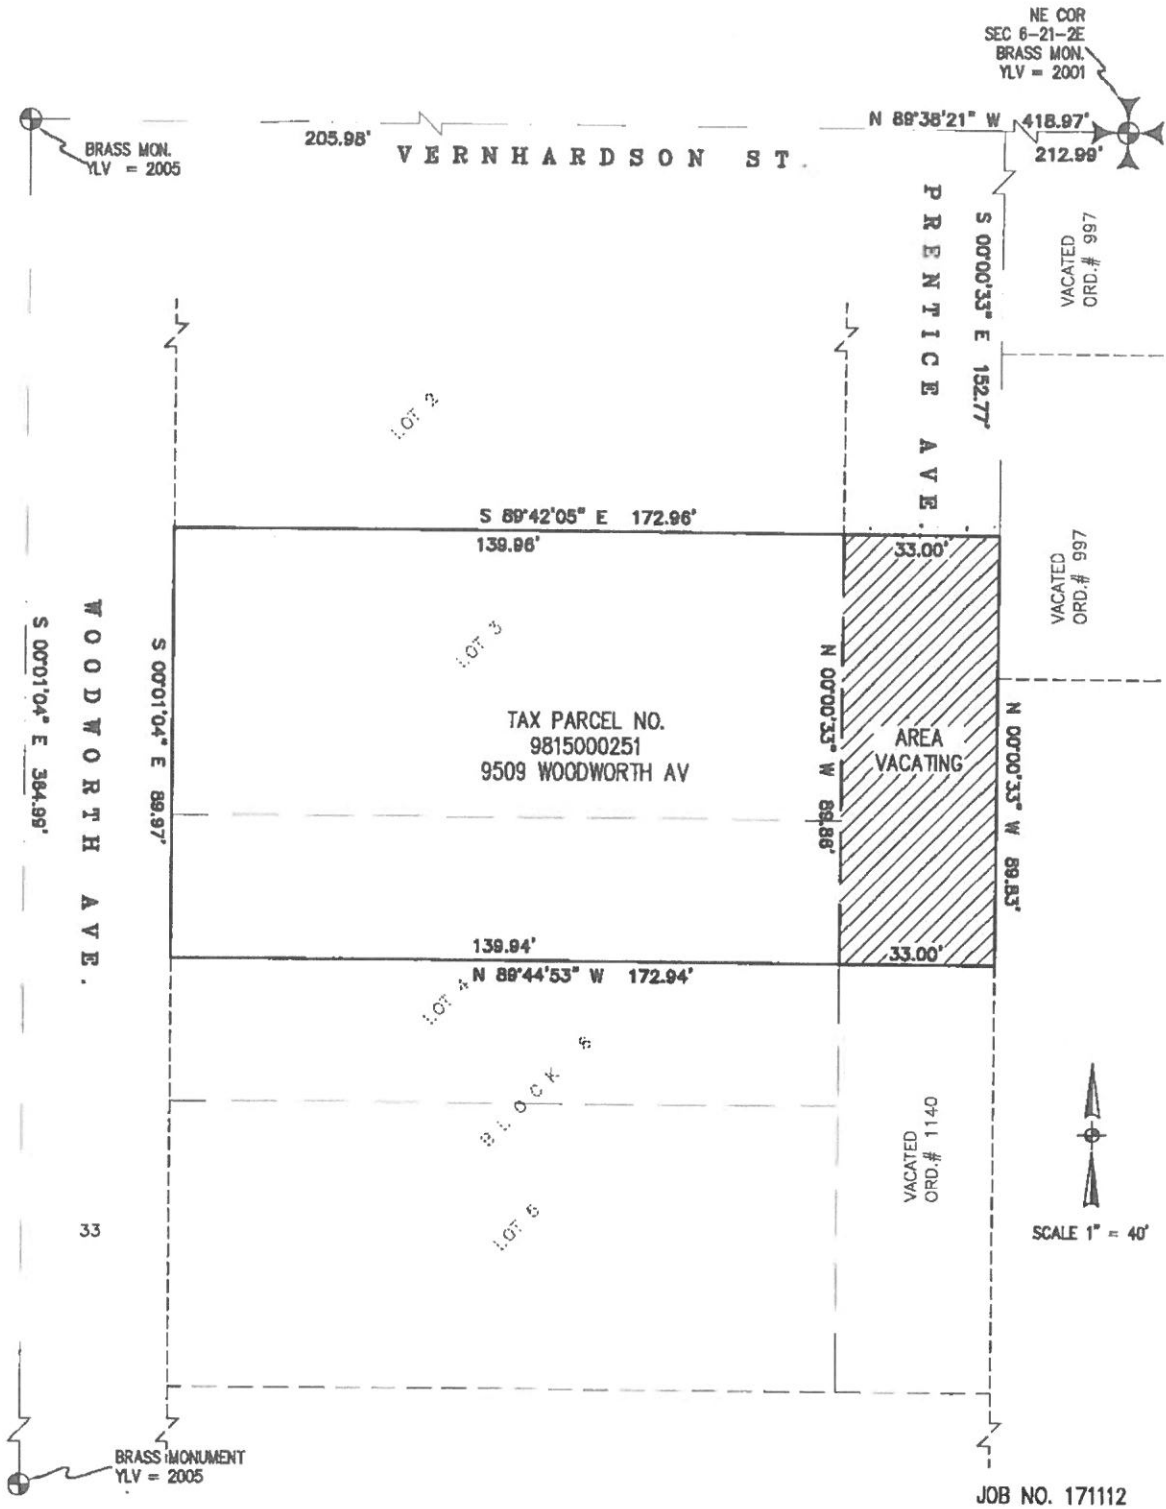 NE COR
SEC 6-21-2E
BRASS MON.
YLV = 2001
BRASS MON.
YLV = 2005
205.98'
N 89°38'21" W 418.97'
212.99'
VERNHARDSON ST.
PRENTICE AVE.
S 00°00'33" E 152.77'
VACATED
ORD.# 997
LOT 2
S 89°42'05" E 172.96'
139.96'
33.00'
VACATED
ORD.# 997
S 00°01'04" E 384.99'
WOODWORTH AVE.
S 00°01'04" E 89.97'
LOT 3
TAX PARCEL NO.
9815000251
9509 WOODWORTH AV
N 00°00'33" W 89.86'
AREA
VACATING
N 00°00'33" W 89.83'
139.94'
33.00'
N 89°44'53" W 172.94'
LOT 4
BLOCK 6
VACATED
ORD.# 1140
LOT 5
33
SCALE 1" = 40'
BRASS MONUMENT
YLV = 2005
JOB NO. 171112